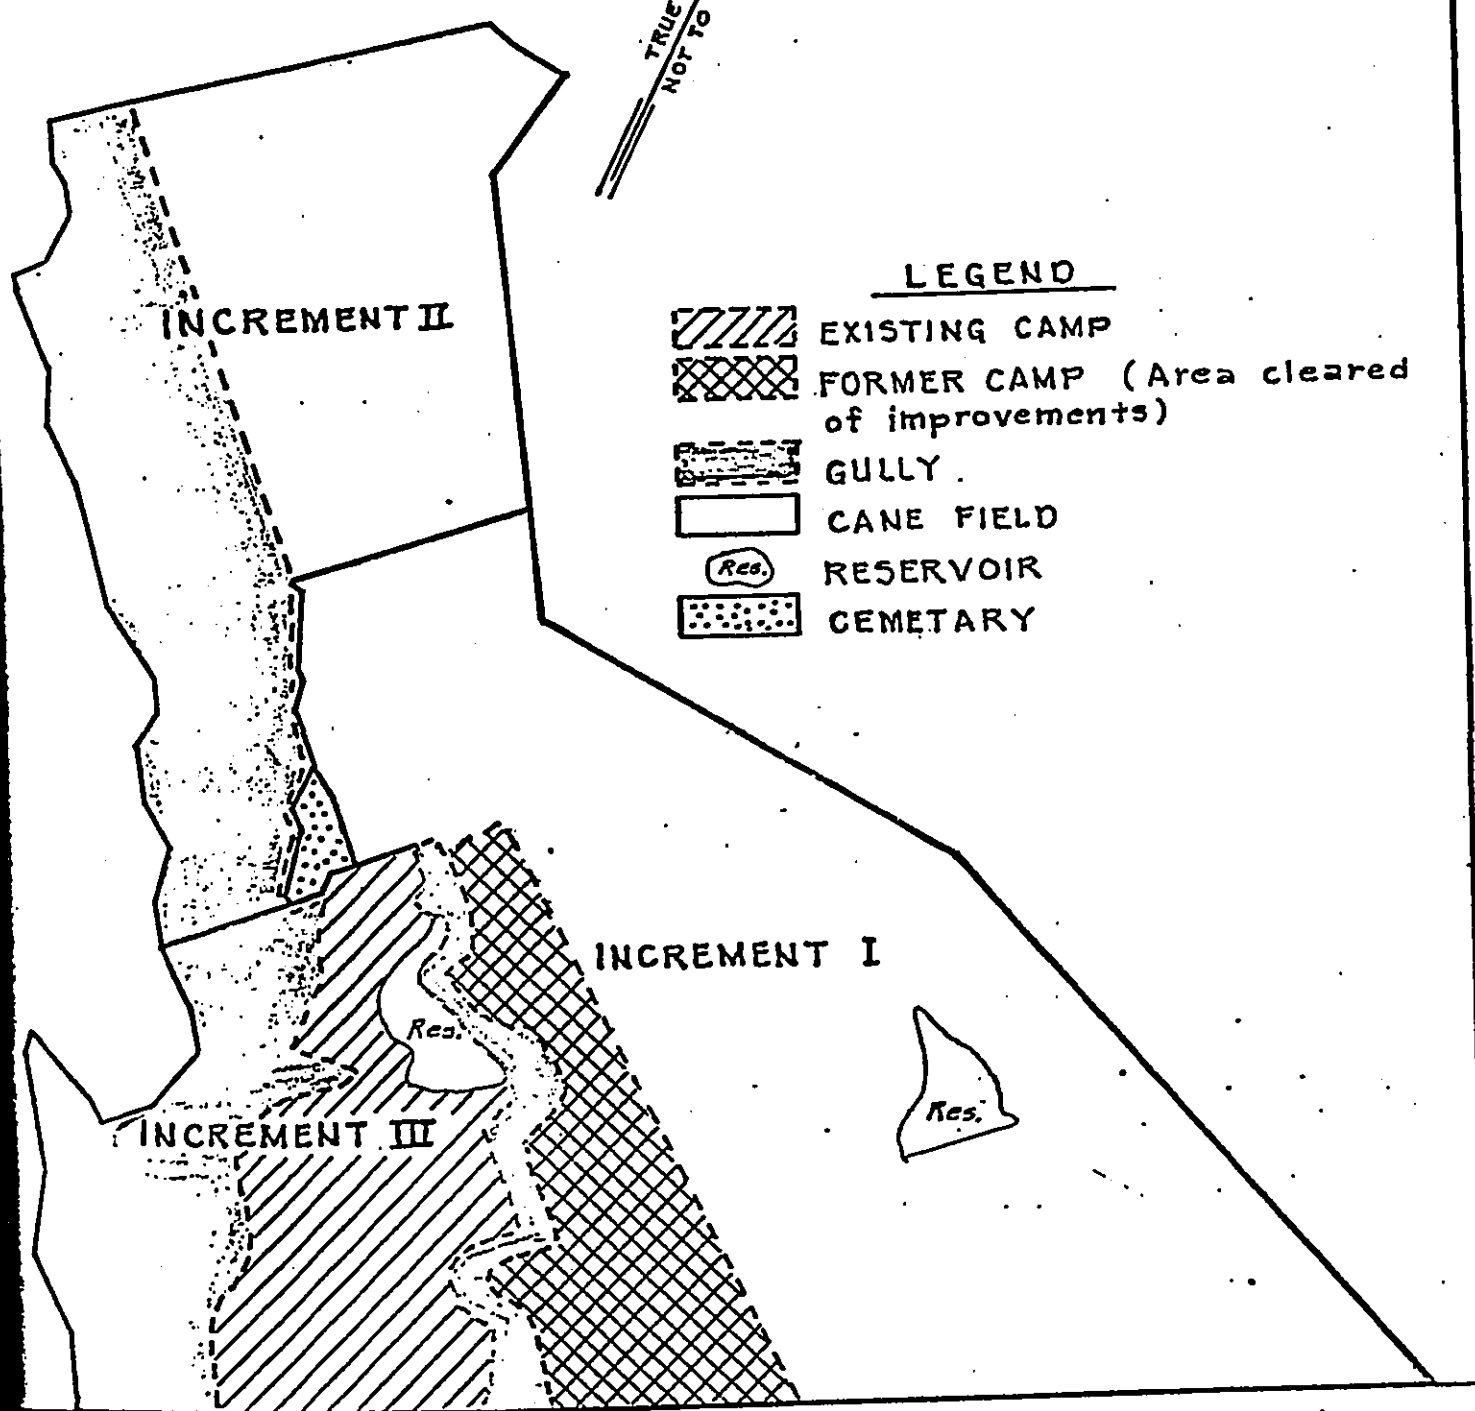 TRUE
NOT TO
INCREMENT II
LEGEND
EXISTING CAMP
FORMER CAMP (Area cleared
of improvements)
GULLY
CANE FIELD
Res. RESERVOIR
CEMETARY
INCREMENT I
Res.
Res.
INCREMENT III